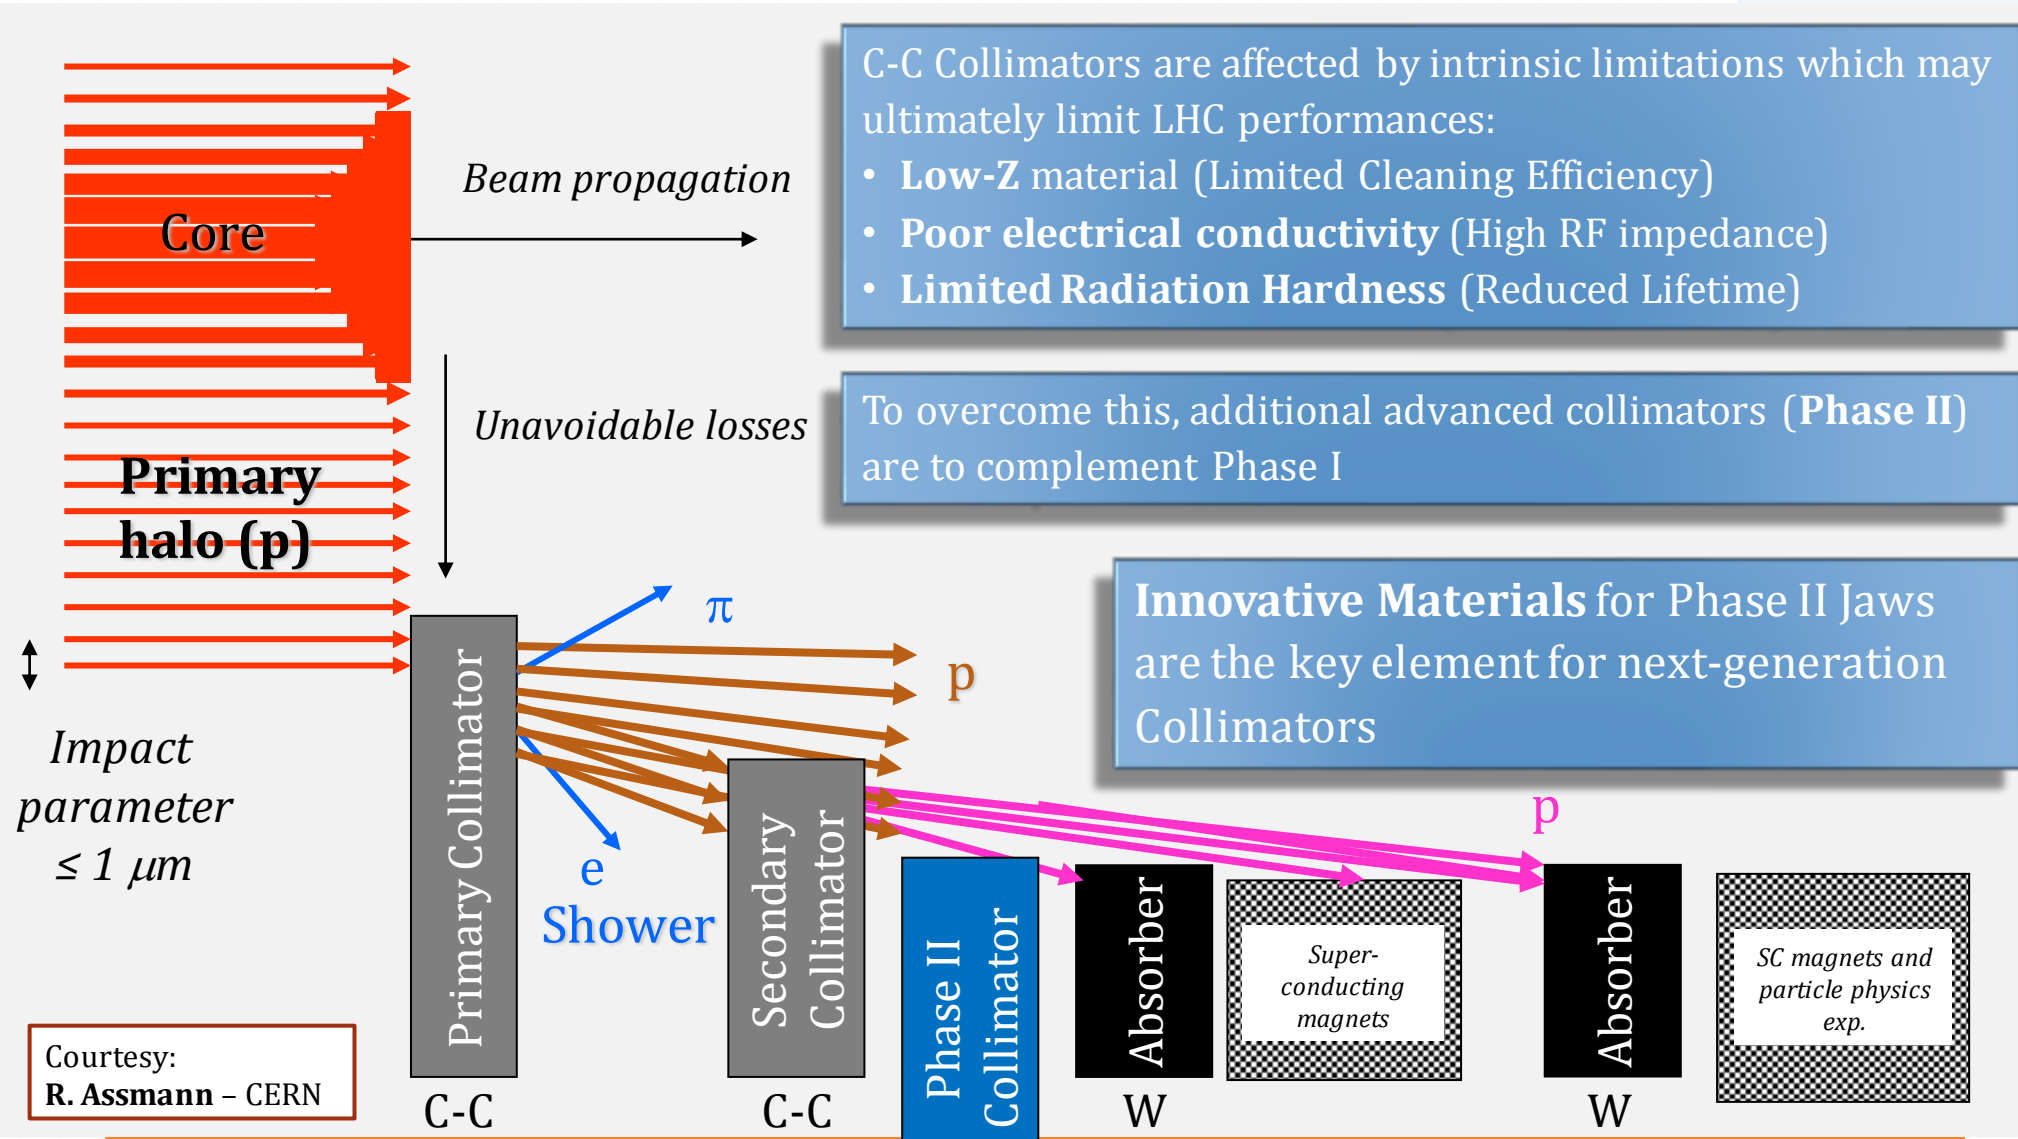 C-C Collimators are affected by intrinsic limitations which may
ultimately limit LHC performances:
• Low-Z material (Limited Cleaning Efficiency)
• Poor electrical conductivity (High RF impedance)
• Limited Radiation Hardness (Reduced Lifetime)
Beam propagation
Core
To overcome this, additional advanced collimators (Phase II)
are to complement Phase I
Unavoidable losses
Primary
halo (p)
Innovative Materials for Phase II Jaws
are the key element for next-generation
Collimators
π
p
Impact
parameter
≤ 1 μm
e
Shower
p
Primary Collimator
Secondary
Collimator
Phase II
Collimator
Absorber
Super-
conducting
magnets
Absorber
SC magnets and
particle physics
exp.
Courtesy:
R. Assmann – CERN
C-C
C-C
W
W